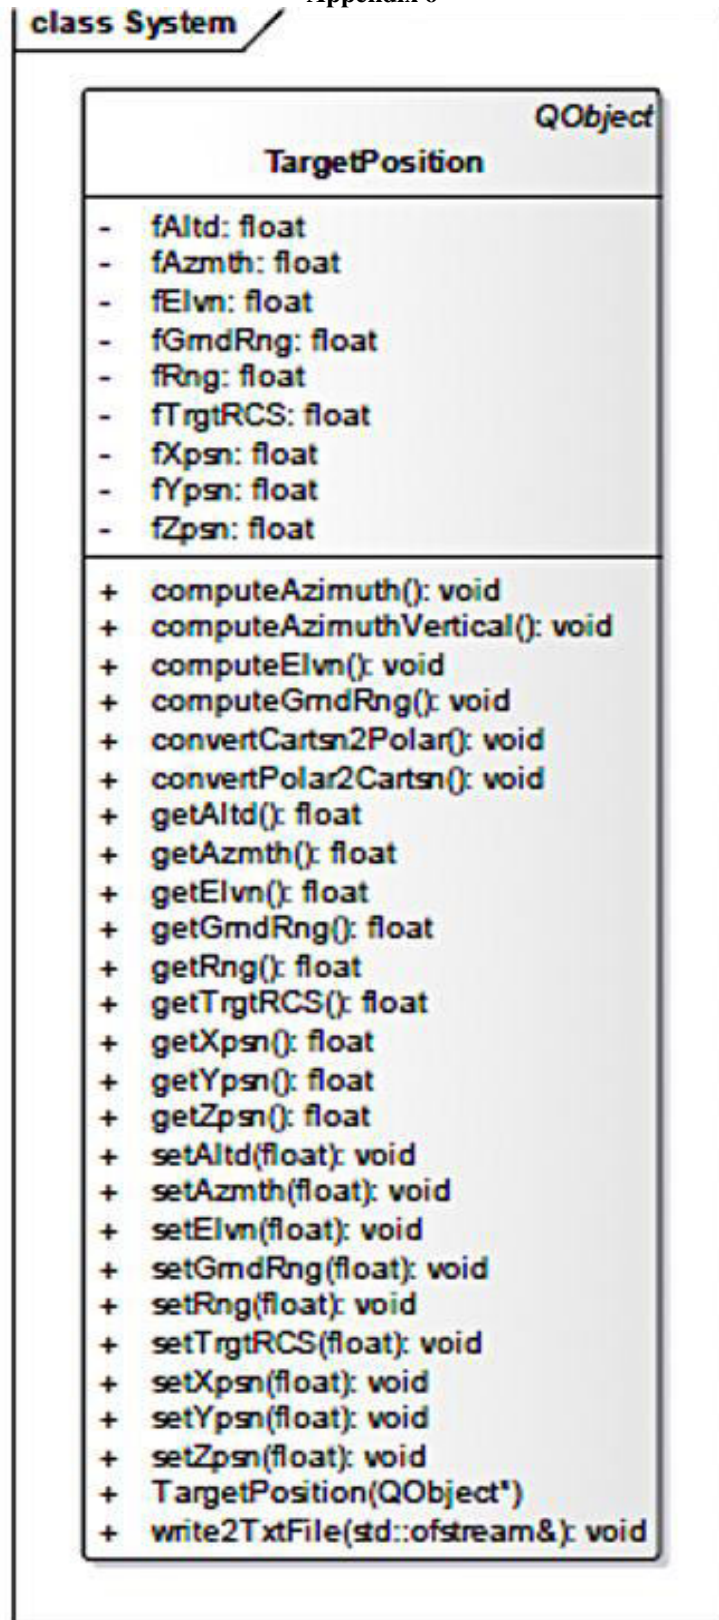 class System
QObject
TargetPosition
- fAltd: float
- fAzmth: float
- fElvn: float
- fGrndRng: float
- fRng: float
- fTrgtRCS: float
- fXpsn: float
- fYpsn: float
- fZpsn: float
+ computeAzimuth(): void
+ computeAzimuthVertical(): void
+ computeElvn(): void
+ computeGrndRng(): void
+ convertCartsn2Polar(): void
+ convertPolar2Cartsn(): void
+ getAltd(): float
+ getAzmth(): float
+ getElvn(): float
+ getGrndRng(): float
+ getRng(): float
+ getTrgtRCS(): float
+ getXpsn(): float
+ getYpsn(): float
+ getZpsn(): float
+ setAltd(float): void
+ setAzmth(float): void
+ setElvn(float): void
+ setGrndRng(float): void
+ setRng(float): void
+ setTrgtRCS(float): void
+ setXpsn(float): void
+ setYpsn(float): void
+ setZpsn(float): void
+ TargetPosition(QObject*)
+ write2TxtFile(std::ofstream&): void